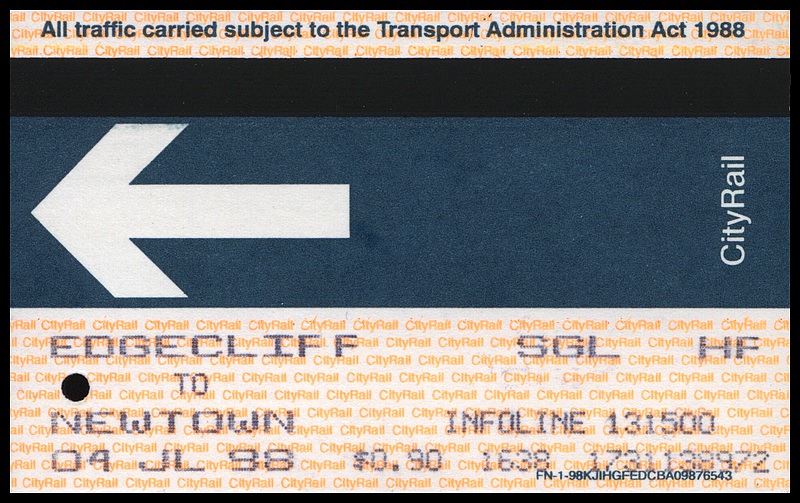 All traffic carried subject to the Transport Administration Act 1988
CityRail
EDGECLIFF SGL HF
TO
NEWTOWN INFOLINE 131500
04 JL 98 $0.90 1638
FN-1-98KJIHGFEDCBA09876543